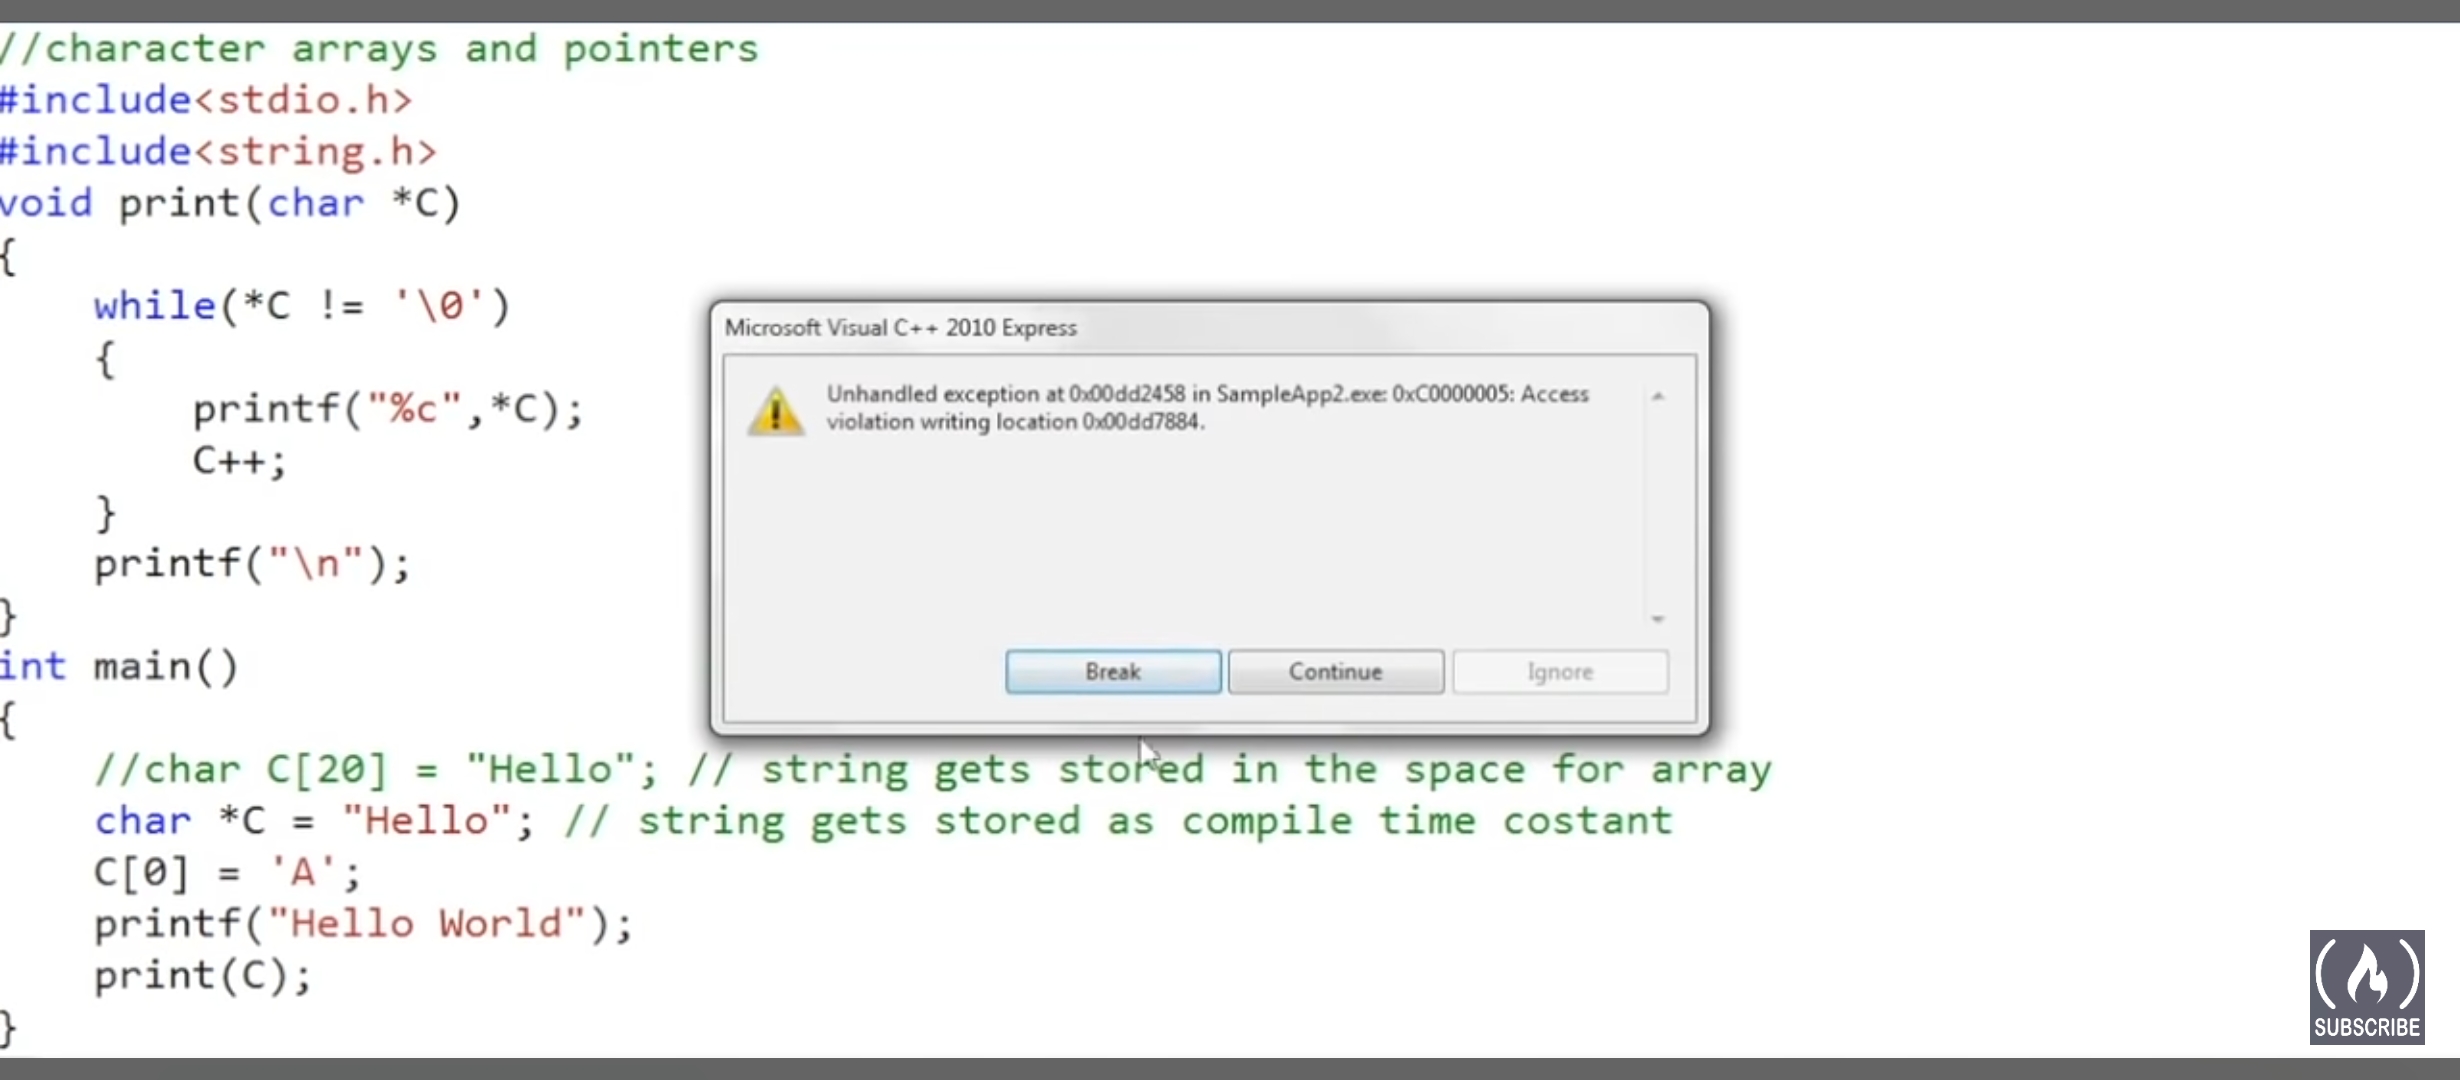 //character arrays and pointers
#include<stdio.h>
#include<string.h>
void print(char *C)
{
while(*C != '\0')
{
printf("%c",*C);
C++;
}
printf("\n");
}
int main()
{
//char C[20] = "Hello"; // string gets stored in the space for array
char *C = "Hello"; // string gets stored as compile time costant
C[0] = 'A';
printf("Hello World");
print(C);
}
Microsoft Visual C++ 2010 Express
Unhandled exception at 0x00dd2458 in SampleApp2.exe: 0xC0000005: Access
violation writing location 0x00dd7884.
Break Continue Ignore
SUBSCRIBE